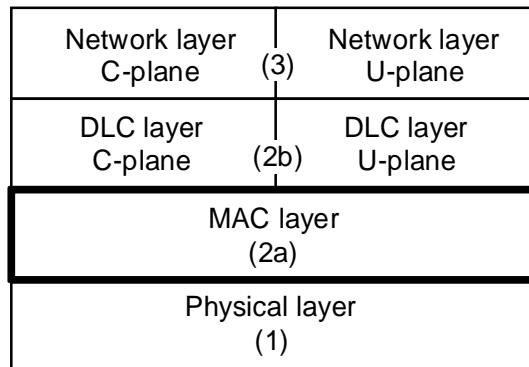 Network layer
C-plane
(3)
Network layer
U-plane
DLC layer
C-plane
(2b)
DLC layer
U-plane
MAC layer
(2a)
Physical layer
(1)